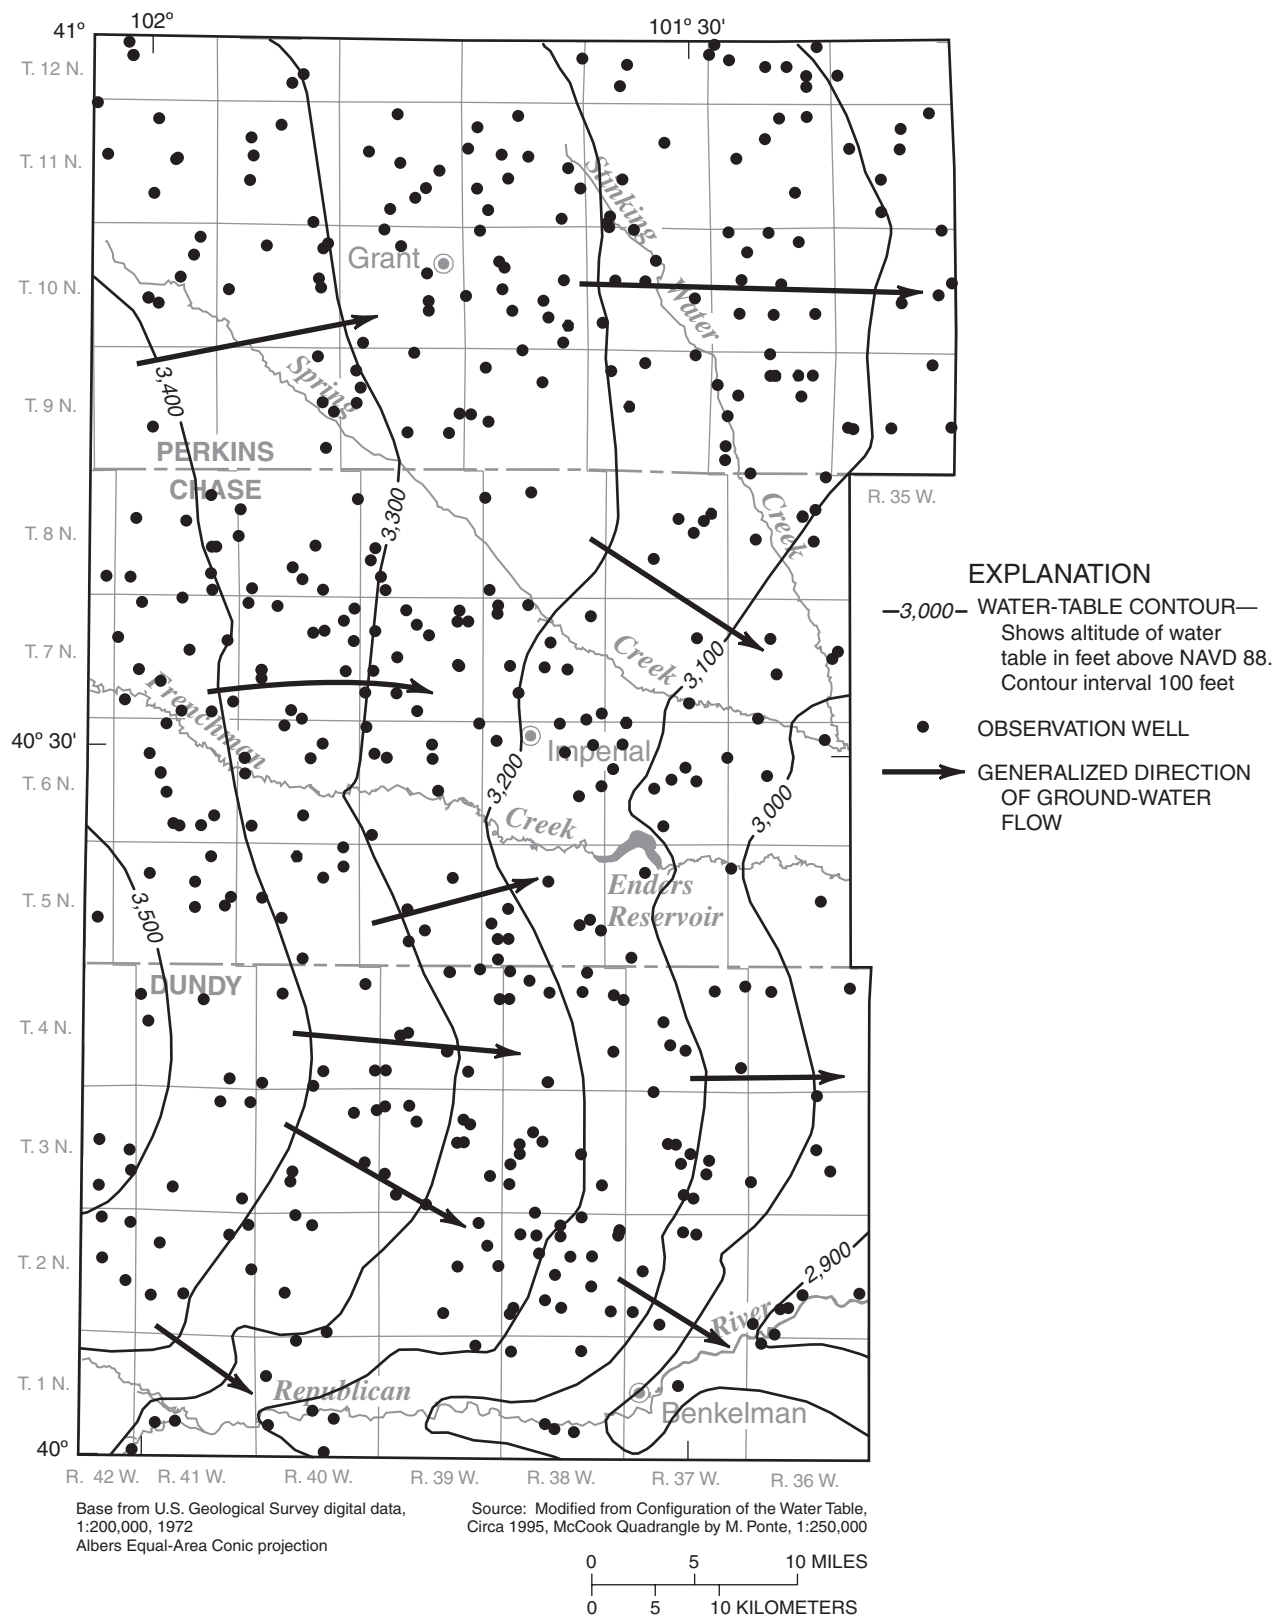 102°
101° 30'
41°
T. 12 N.
T. 11 N.
Stinking
Grant
T. 10 N.
Water
Spring
3,400
T. 9 N.
PERKINS
CHASE
R. 35 W.
3,300
Creek
T. 8 N.
EXPLANATION
—3,000— WATER-TABLE CONTOUR—
Shows altitude of water
table in feet above NAVD 88.
Contour interval 100 feet
T. 7 N.
Creek
3,100
Frenchman
OBSERVATION WELL
40° 30'
Imperial
GENERALIZED DIRECTION
OF GROUND-WATER
FLOW
T. 6 N.
3,200
3,000
Creek
Enders
Reservoir
T. 5 N.
3,500
DUNDY
T. 4 N.
T. 3 N.
T. 2 N.
2,900
River
T. 1 N.
Republican
Benkelman
40°
R. 42 W. R. 41 W. R. 40 W. R. 39 W. R. 38 W. R. 37 W. R. 36 W.
Base from U.S. Geological Survey digital data,
1:200,000, 1972
Albers Equal-Area Conic projection
Source: Modified from Configuration of the Water Table,
Circa 1995, McCook Quadrangle by M. Ponte, 1:250,000
0 5 10 MILES
0 5 10 KILOMETERS